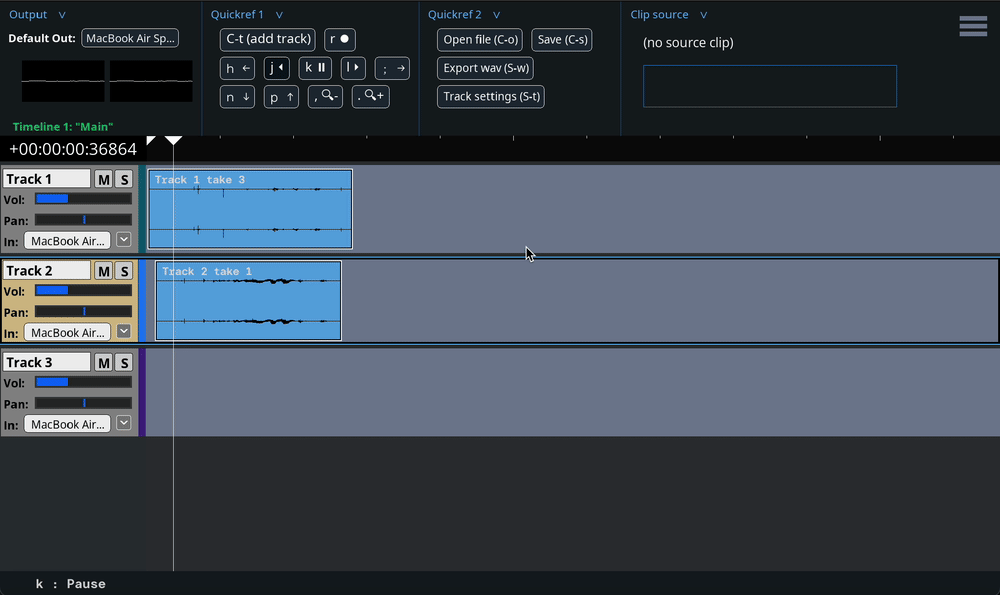 Output v Quickref 1 v Quickref 2 v Clip source v
Default Out: MacBook Air Sp... C-t (add track) r Open file (C-o) Save (C-s) (no source clip)
h ← j k l ; → Export wav (S-w)
n ↓ p ↑ , - . + Track settings (S-t)
Timeline 1: "Main"
+00:00:00:36864
Track 1 M S Track 1 take 3
Vol:
Pan:
In: MacBook Air...
Track 2 M S Track 2 take 1
Vol:
Pan:
In: MacBook Air...
Track 3 M S
Vol:
Pan:
In: MacBook Air...
k : Pause